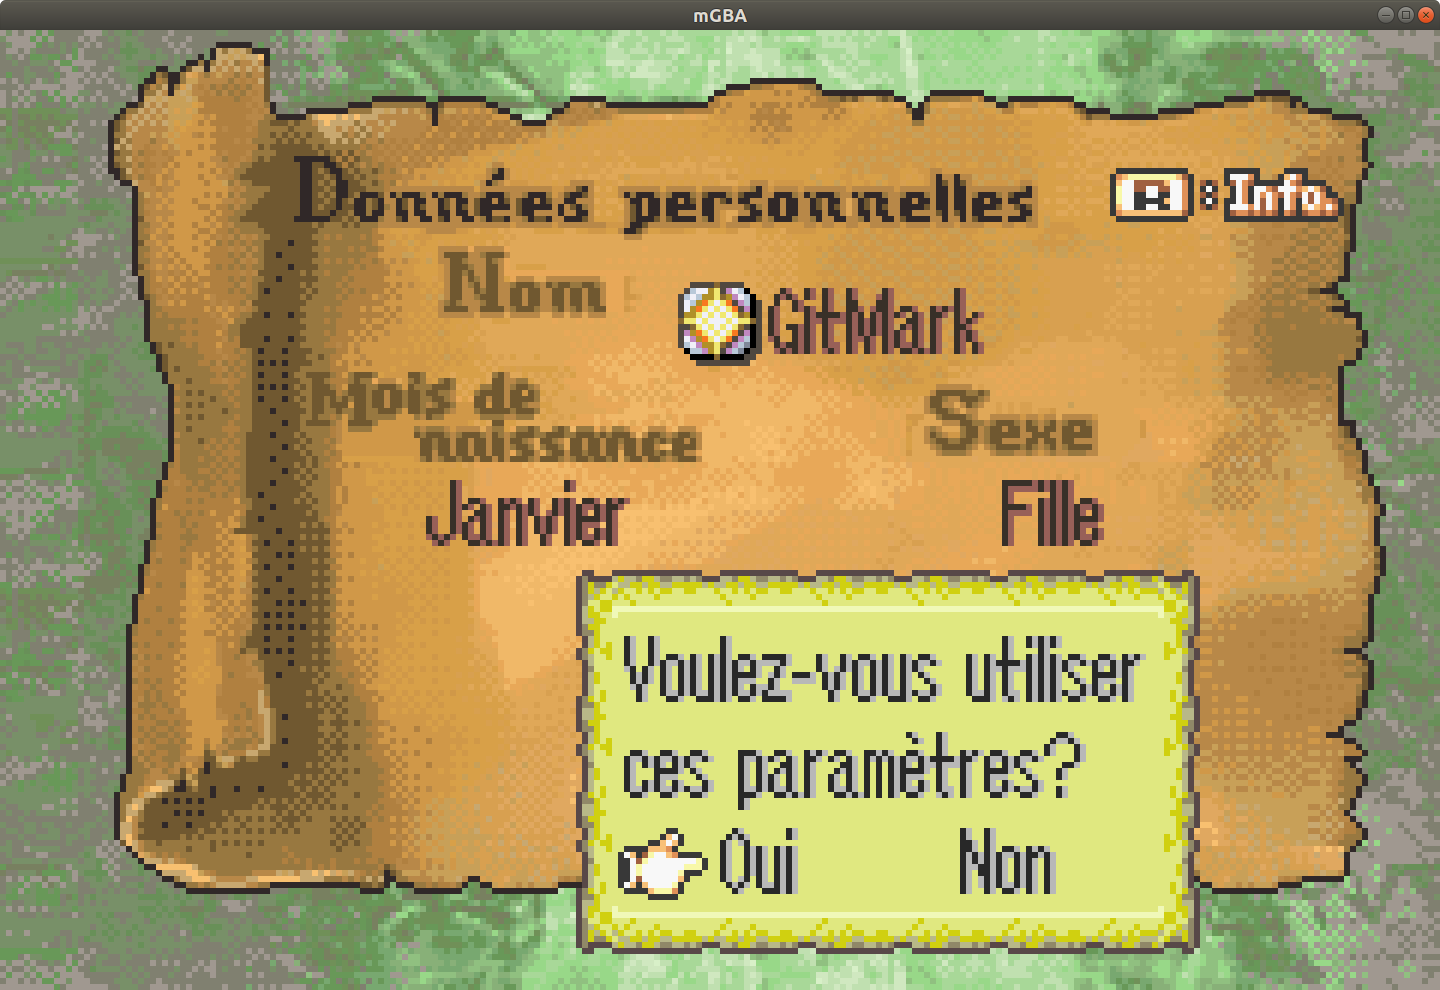 mGBA
Données personnelles
R : Info.
Nom
GitMark
Mois de
naissance
Sexe
Janvier
Fille
Voulez-vous utiliser
ces paramètres?
Oui Non